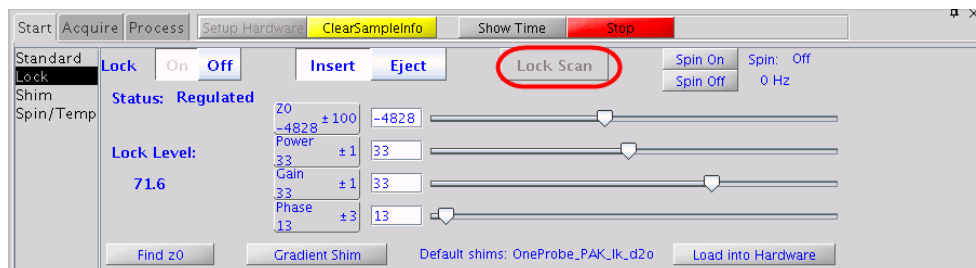 Start Acquire Process Setup Hardware ClearSampleInfo Show Time Stop
Standard
Lock
Shim
Spin/Temp
Lock On Off Insert Eject Lock Scan Spin On Spin: Off
Spin Off 0 Hz
Status: Regulated
Z0
-4828 ±100 -4828
Lock Level:
71.6
Power
33 ±1 33
Gain
33 ±1 33
Phase
13 ±3 13
Find z0 Gradient Shim Default shims: OneProbe_PAK_lk_d2o Load into Hardware